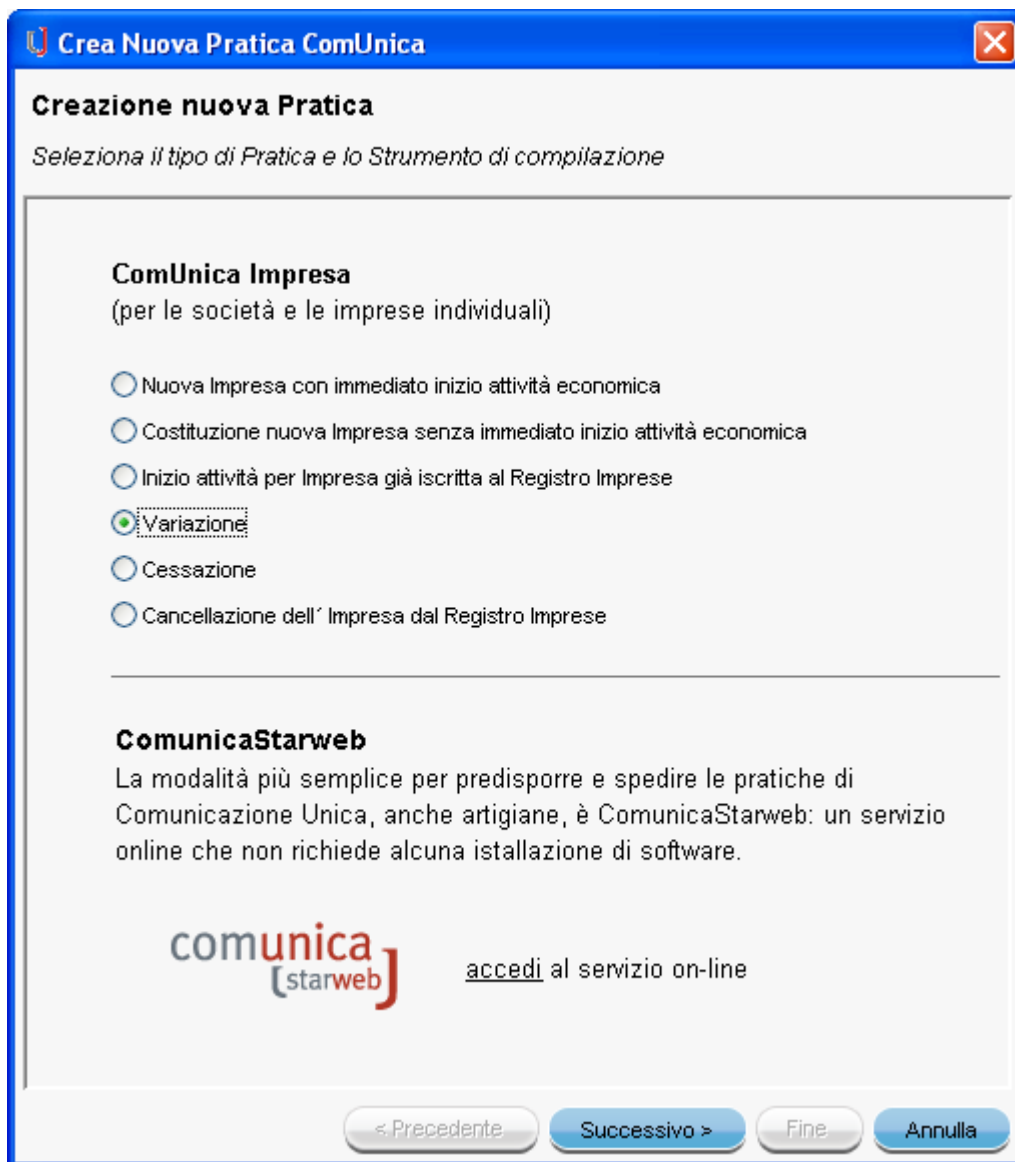 Crea Nuova Pratica ComUnica
Creazione nuova Pratica
Seleziona il tipo di Pratica e lo Strumento di compilazione
ComUnica Impresa
(per le società e le imprese individuali)
Nuova Impresa con immediato inizio attività economica
Costituzione nuova Impresa senza immediato inizio attività economica
Inizio attività per Impresa già iscritta al Registro Imprese
Variazione
Cessazione
Cancellazione dell´ Impresa dal Registro Imprese
ComunicaStarweb
La modalità più semplice per predisporre e spedire le pratiche di
Comunicazione Unica, anche artigiane, è ComunicaStarweb: un servizio
online che non richiede alcuna istallazione di software.
comunica
[starweb]
accedi al servizio on-line
< Precedente Successivo > Fine Annulla